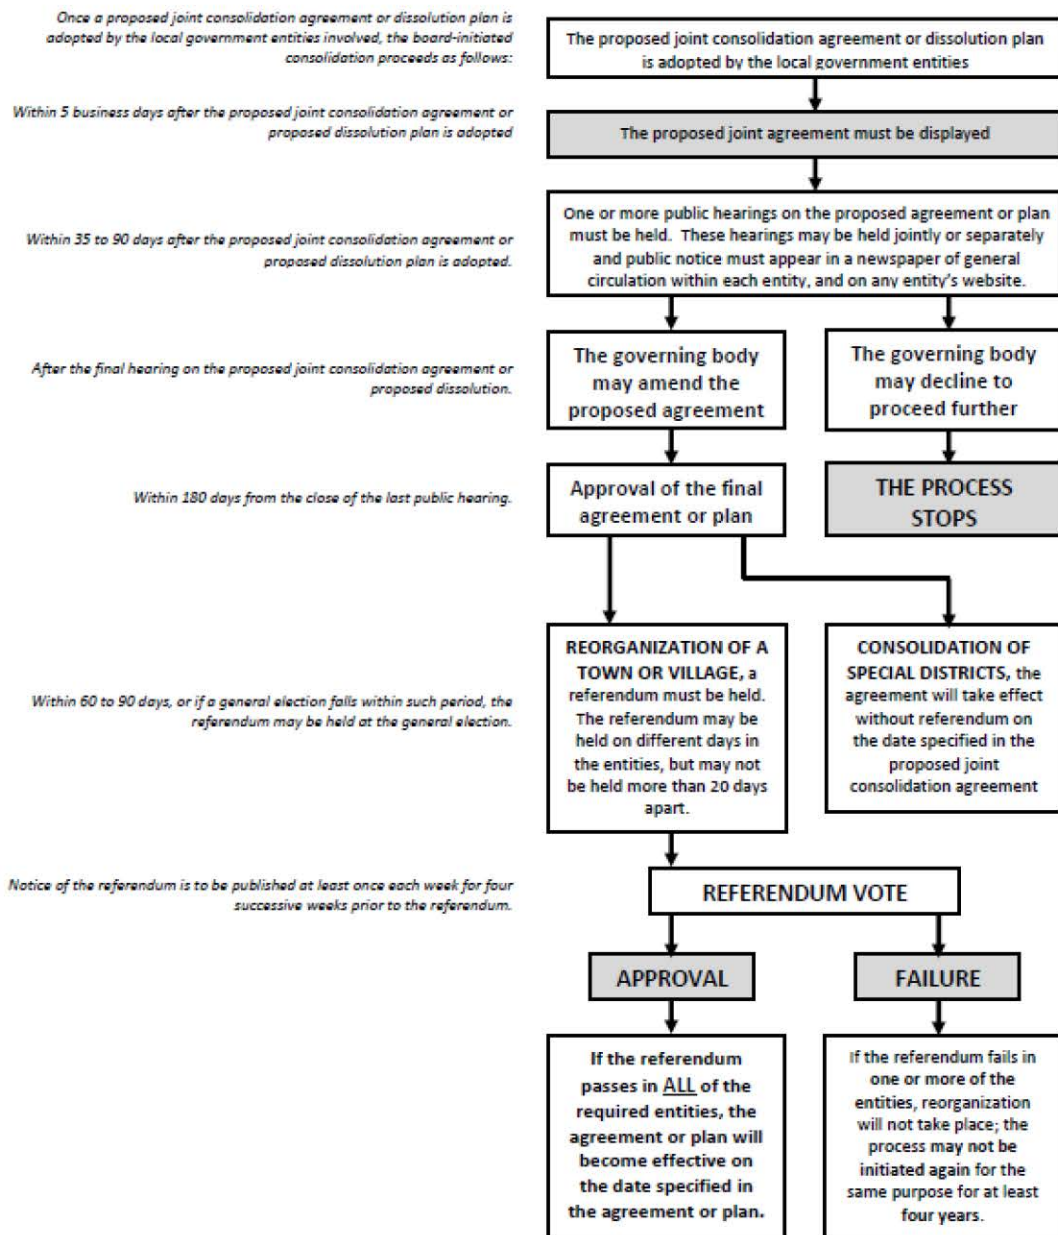 Once a proposed joint consolidation agreement or dissolution plan is
adopted by the local government entities involved, the board-initiated
consolidation proceeds as follows:
The proposed joint consolidation agreement or dissolution plan
is adopted by the local government entities
Within 5 business days after the proposed joint consolidation agreement or
proposed dissolution plan is adopted
The proposed joint agreement must be displayed
Within 35 to 90 days after the proposed joint consolidation agreement or
proposed dissolution plan is adopted.
One or more public hearings on the proposed agreement or plan
must be held. These hearings may be held jointly or separately
and public notice must appear in a newspaper of general
circulation within each entity, and on any entity's website.
After the final hearing on the proposed joint consolidation agreement or
proposed dissolution.
The governing body
may amend the
proposed agreement
The governing body
may decline to
proceed further
Within 180 days from the close of the last public hearing.
Approval of the final
agreement or plan
THE PROCESS
STOPS
Within 60 to 90 days, or if a general election falls within such period, the
referendum may be held at the general election.
REORGANIZATION OF A
TOWN OR VILLAGE, a
referendum must be held.
The referendum may be
held on different days in
the entities, but may not
be held more than 20 days
apart.
CONSOLIDATION OF
SPECIAL DISTRICTS, the
agreement will take effect
without referendum on
the date specified in the
proposed joint
consolidation agreement
Notice of the referendum is to be published at least once each week for four
successive weeks prior to the referendum.
REFERENDUM VOTE
APPROVAL
FAILURE
If the referendum
passes in ALL of the
required entities, the
agreement or plan will
become effective on
the date specified in
the agreement or plan.
If the referendum fails in
one or more of the
entities, reorganization
will not take place; the
process may not be
initiated again for the
same purpose for at least
four years.